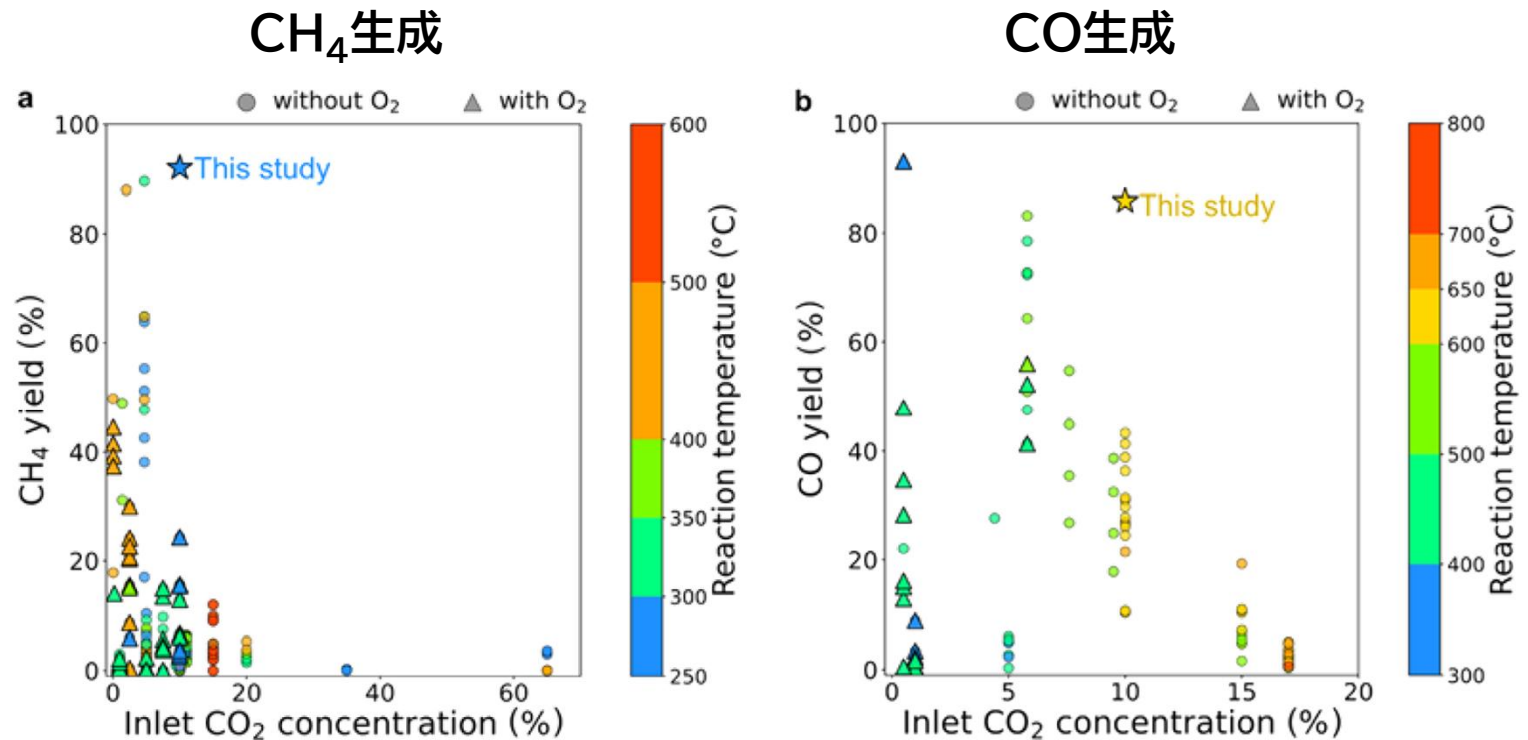 CH₄生成
CO生成
a
without O₂
with O₂
CH₄ yield (%)
100
80
60
40
20
0
This study
0
20
40
60
Inlet CO₂ concentration (%)
600
500
400
350
300
250
Reaction temperature (°C)
b
without O₂
with O₂
CO yield (%)
100
80
60
40
20
0
This study
0
5
10
15
20
Inlet CO₂ concentration (%)
800
700
650
600
500
400
300
Reaction temperature (°C)